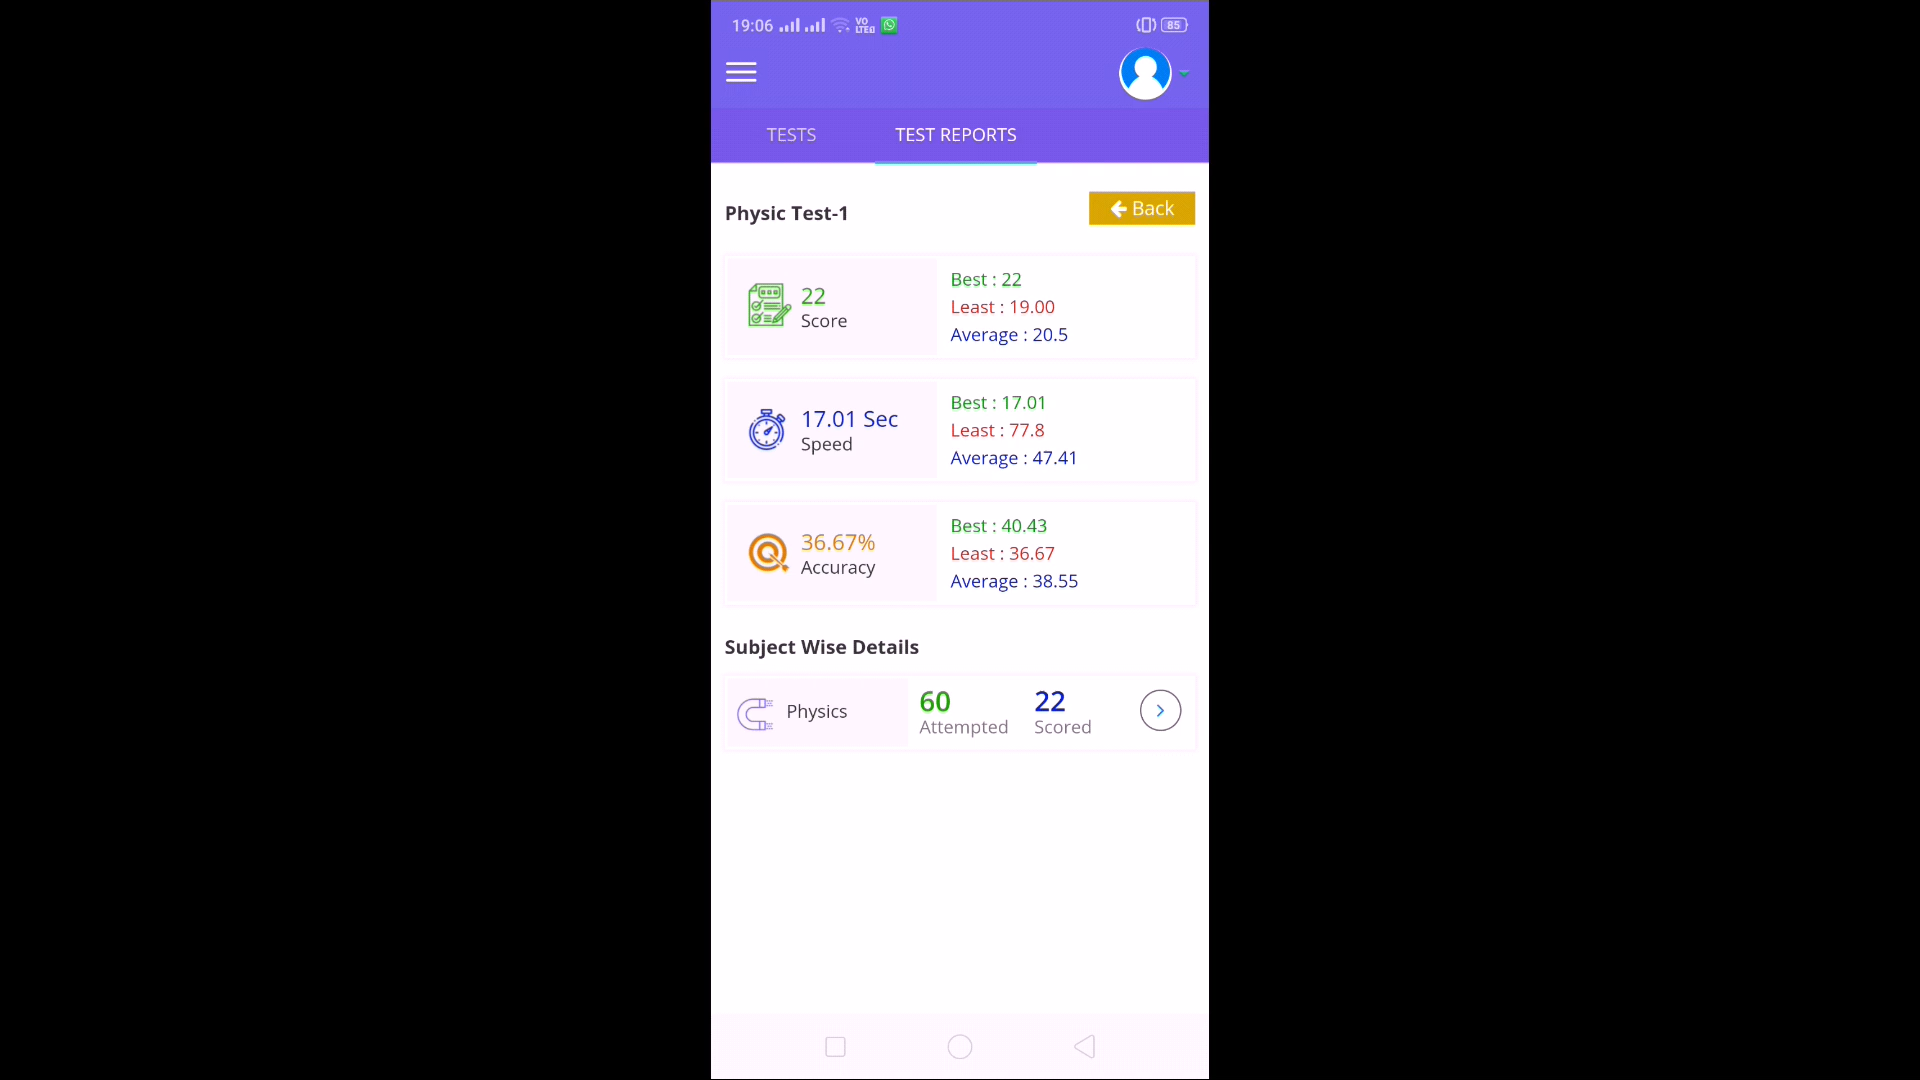 19:06 VO LTE2 85
TESTS TEST REPORTS
Physic Test-1
Back
22
Score
Best : 22
Least : 19.00
Average : 20.5
17.01 Sec
Speed
Best : 17.01
Least : 77.8
Average : 47.41
36.67%
Accuracy
Best : 40.43
Least : 36.67
Average : 38.55
Subject Wise Details
Physics
60
Attempted
22
Scored